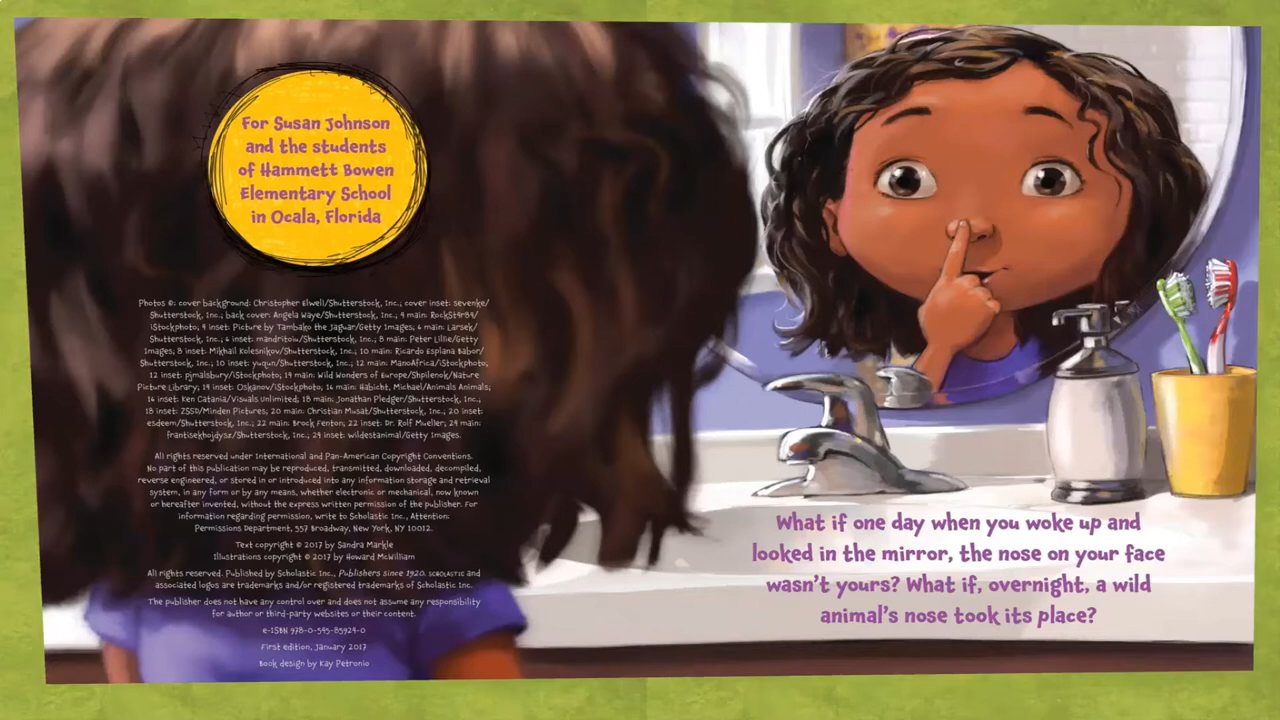 For Susan Johnson
and the students
of Hammett Bowen
Elementary School
in Ocala, Florida
Photos ©: cover background: Christopher Elwell/Shutterstock, Inc.; cover inset: sevenke/
Shutterstock, Inc.; back cover: Angela Waye/Shutterstock, Inc.; 4 main: RockSt4r84/
iStockphoto; 4 inset: Picture by Tambako the Jaguar/Getty Images; 6 main: Larsek/
Shutterstock, Inc.; 6 inset: mandritoiu/Shutterstock, Inc.; 8 main: Peter Lillie/Getty
Images; 8 inset: Mikhail Kolesnikov/Shutterstock, Inc.; 10 main: Ricardo Esplana Babor/
Shutterstock, Inc.; 10 inset: yuqun/Shutterstock, Inc.; 12 main: ManoAfrica/iStockphoto;
12 inset: pjmalsbury/iStockphoto; 14 main: Wild Wonders of Europe/Shpilenok/Nature
Picture Library; 14 inset: Oskanov/iStockphoto; 16 main: Habicht, Michael/Animals Animals;
16 inset: Ken Catania/Visuals Unlimited; 18 main: Jonathan Pledger/Shutterstock, Inc.;
18 inset: ZSSD/Minden Pictures; 20 main: Christian Musat/Shutterstock, Inc.; 20 inset:
esdeem/Shutterstock, Inc.; 22 main: Brock Fenton; 22 inset: Dr. Rolf Mueller; 24 main:
frantisekhojdysz/Shutterstock, Inc.; 24 inset: wildestanimal/Getty Images.
All rights reserved under International and Pan-American Copyright Conventions.
No part of this publication may be reproduced, transmitted, downloaded, decompiled,
reverse engineered, or stored in or introduced into any information storage and retrieval
system, in any form or by any means, whether electronic or mechanical, now known
or hereafter invented, without the express written permission of the publisher. For
information regarding permission, write to Scholastic Inc., Attention:
Permissions Department, 557 Broadway, New York, NY 10012.
Text copyright © 2017 by Sandra Markle
Illustrations copyright © 2017 by Howard McWilliam
All rights reserved. Published by Scholastic Inc., Publishers since 1920. SCHOLASTIC and
associated logos are trademarks and/or registered trademarks of Scholastic Inc.
The publisher does not have any control over and does not assume any responsibility
for author or third-party websites or their content.
e-ISBN 978-0-545-85924-0
First edition, January 2017
Book design by Kay Petronio
What if one day when you woke up and
looked in the mirror, the nose on your face
wasn't yours? What if, overnight, a wild
animal's nose took its place?